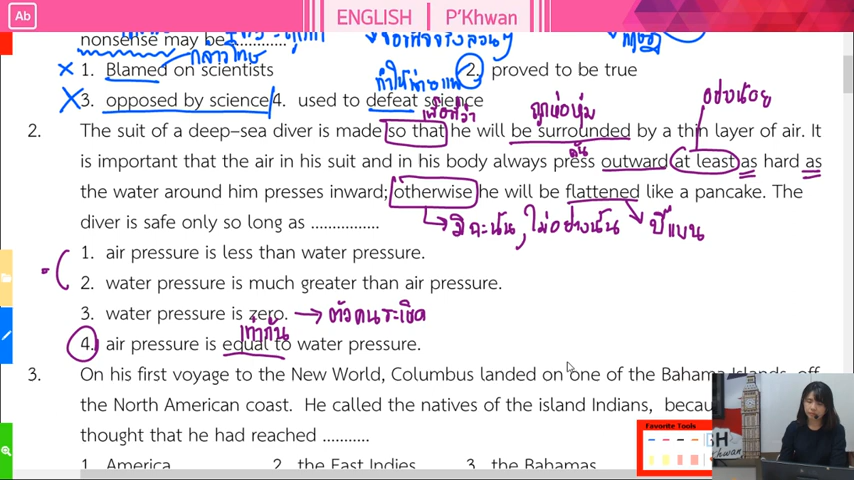 Ab
ENGLISH | P'Khwan
nonsense may be ............
กล่าวโทษ
1. Blamed on scientists
2. proved to be true
3. opposed by science
4. used to defeat science
เพื่อที่ว่า
ถูกห่อหุ้ม
อย่างน้อย
2. The suit of a deep–sea diver is made so that he will be surrounded by a thin layer of air. It
ดัน
is important that the air in his suit and in his body always press outward at least as hard as
the water around him presses inward; otherwise he will be flattened like a pancake. The
diver is safe only so long as ................
มิฉะนั้น, ไม่อย่างนั้น
บี้แบน
1. air pressure is less than water pressure.
2. water pressure is much greater than air pressure.
3. water pressure is zero. → ตัวคนระเบิด
เท่ากัน
4. air pressure is equal to water pressure.
3. On his first voyage to the New World, Columbus landed on one of the Bahama Islands, off
the North American coast. He called the natives of the island Indians,
thought that he had reached ...........
Favorite Tools
1. America
2. the East Indies
3. the Bahamas